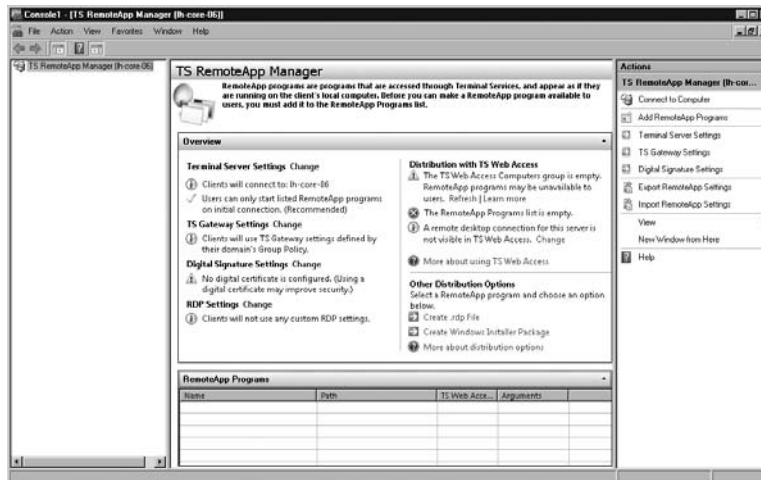 Console1 - [TS RemoteApp Manager [lh-core-06]]
File Action View Favorites Window Help
TS RemoteApp Manager [lh-core-06]
TS RemoteApp Manager
RemoteApp programs are programs that are accessed through Terminal Services, and appear as if they
are running on the client's local computer. Before you can make a RemoteApp program available to
users, you must add it to the RemoteApp Programs list.
Overview
Terminal Server Settings Change
Clients will connect to: lh-core-06
Users can only start listed RemoteApp programs
on initial connection. (Recommended)
TS Gateway Settings Change
Clients will use TS Gateway settings defined by
their domain's Group Policy.
Digital Signature Settings Change
No digital certificate is configured. (Using a
digital certificate may improve security.)
RDP Settings Change
Clients will not use any custom RDP settings.
Distribution with TS Web Access
The TS Web Access Computers group is empty.
RemoteApp programs may be unavailable to
users. Refresh | Learn more
The RemoteApp Programs list is empty.
A remote desktop connection for this server is
not visible in TS Web Access. Change
More about using TS Web Access
Other Distribution Options
Select a RemoteApp program and choose an option
below.
Create .rdp File
Create Windows Installer Package
More about distribution options
RemoteApp Programs
Name Path TS Web Acce... Arguments
Actions
TS RemoteApp Manager [lh-cor...
Connect to Computer
Add RemoteApp Programs
Terminal Server Settings
TS Gateway Settings
Digital Signature Settings
Export RemoteApp Settings
Import RemoteApp Settings
View
New Window from Here
Help